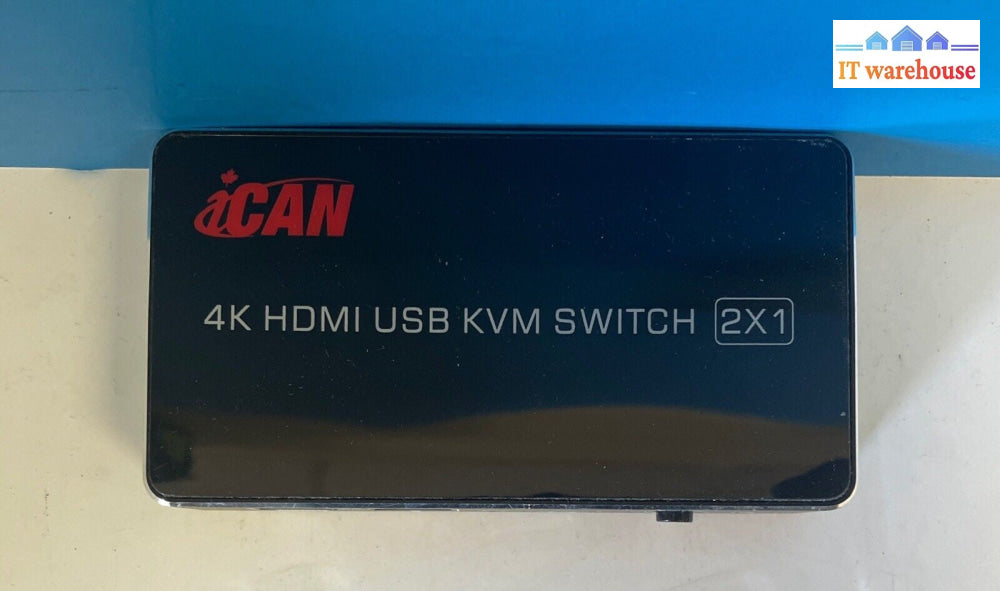 IT warehouse
iCAN
4K HDMI USB KVM SWITCH 2X1